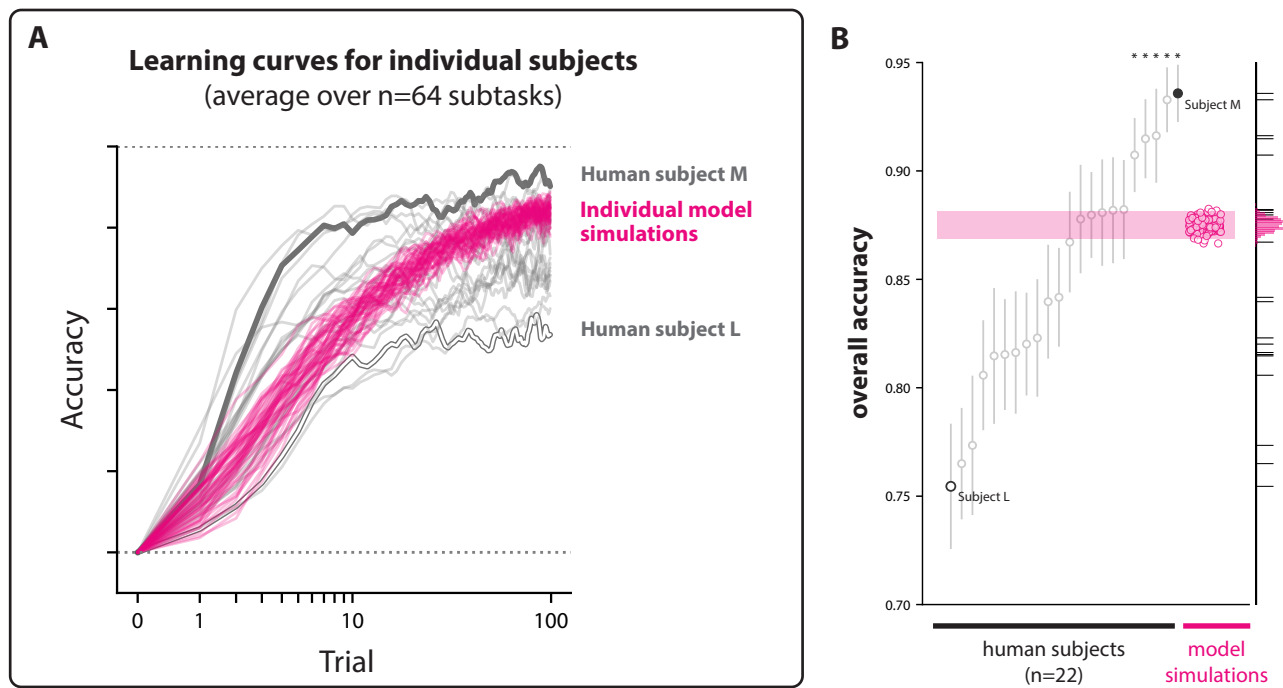 A
Learning curves for individual subjects
(average over n=64 subtasks)
Accuracy
Human subject M
Individual model
simulations
Human subject L
0
1
10
100
Trial
B
overall accuracy
0.95
0.90
0.85
0.80
0.75
0.70
* * * * *
Subject M
Subject L
human subjects
(n=22)
model
simulations